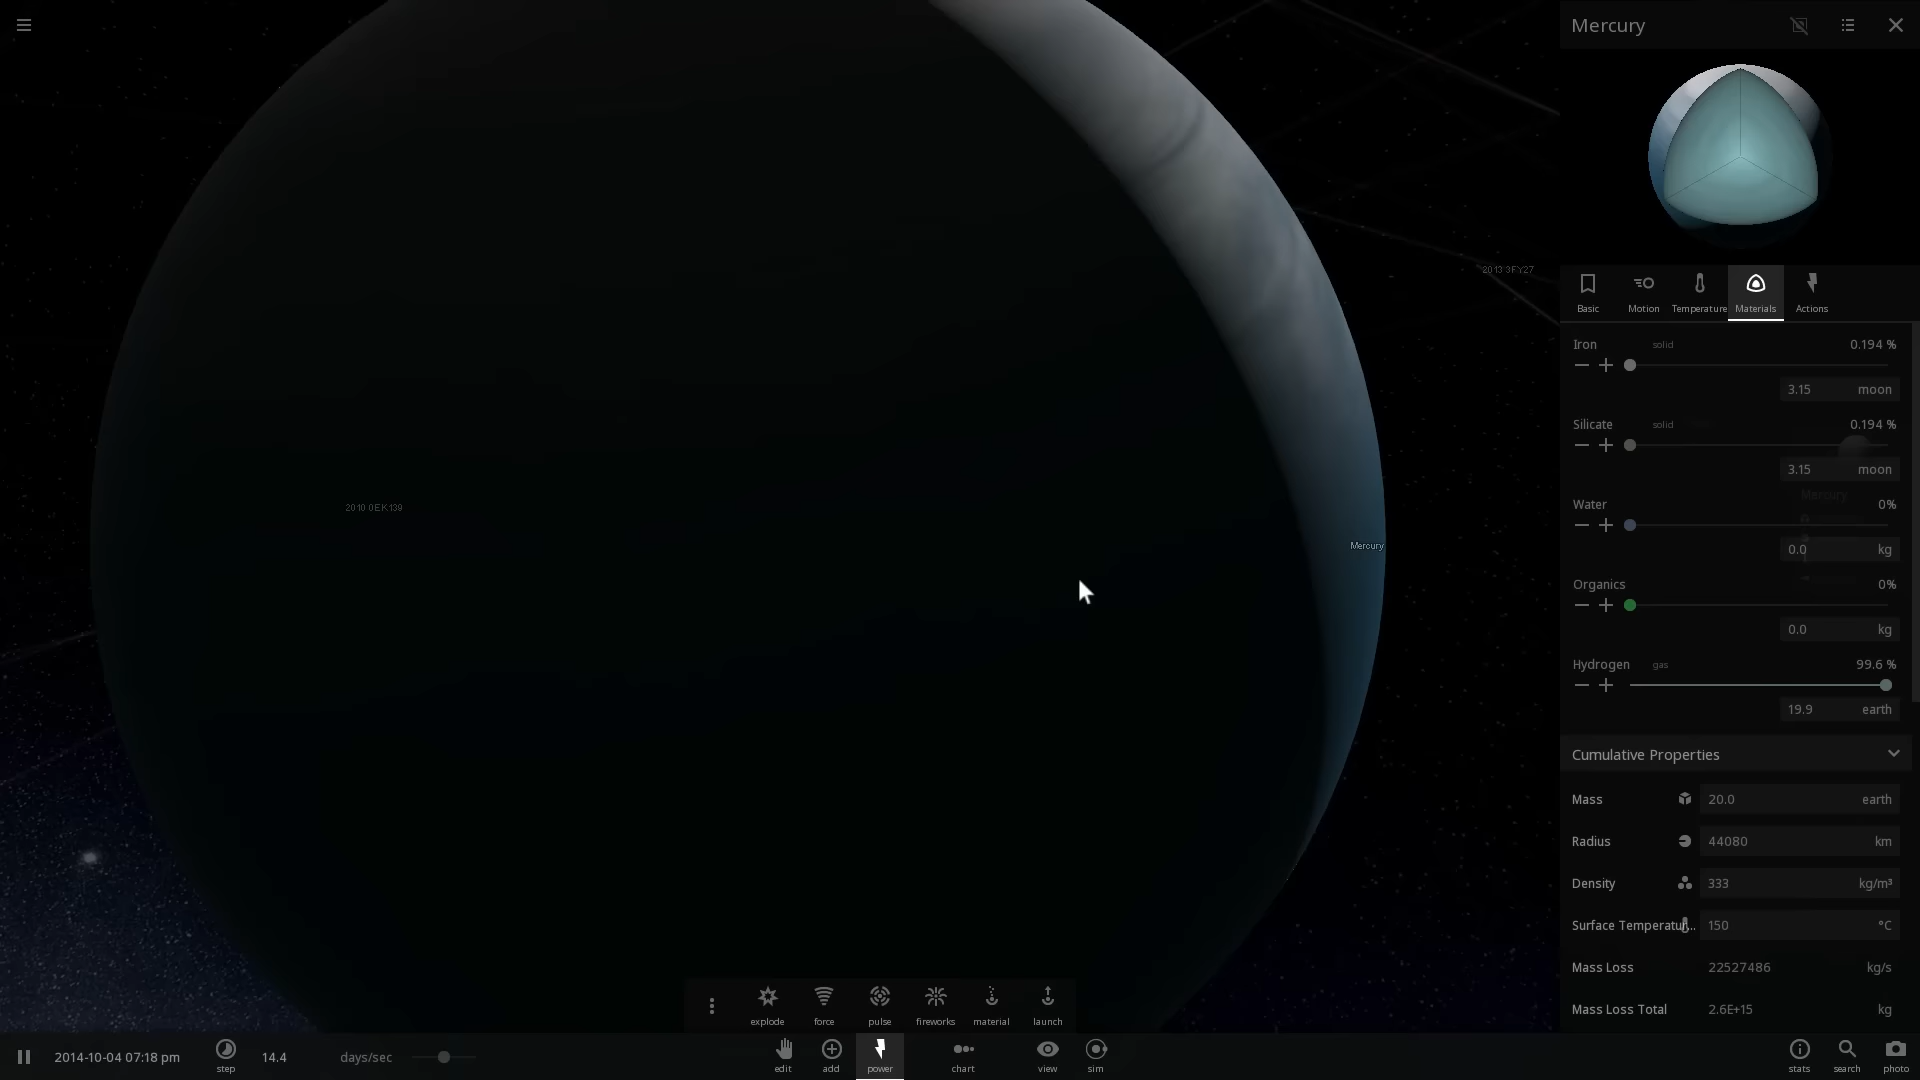 Mercury
Basic
Motion
Temperature
Materials
Actions
Iron solid 0.194 %
3.15 moon
Silicate solid 0.194 %
3.15 moon
Mercury
Water 0%
0.0 kg
Organics 0%
0.0 kg
Hydrogen gas 99.6 %
19.9 earth
Cumulative Properties
Mass 20.0 earth
Radius 44080 km
Density 333 kg/m³
Surface Temperatur... 150 °C
Mass Loss 22527486 kg/s
Mass Loss Total 2.6E+15 kg
2010 OEK139
Mercury
explode force pulse fireworks material launch
2014-10-04 07:18 pm step 14.4 days/sec edit add power chart view sim stats search photo